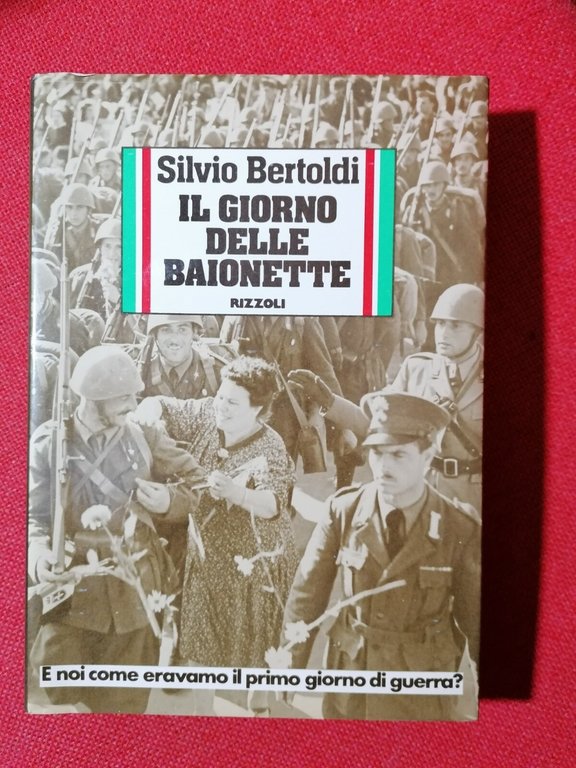 Silvio Bertoldi
IL GIORNO
DELLE
BAIONETTE
RIZZOLI
E noi come eravamo il primo giorno di guerra?